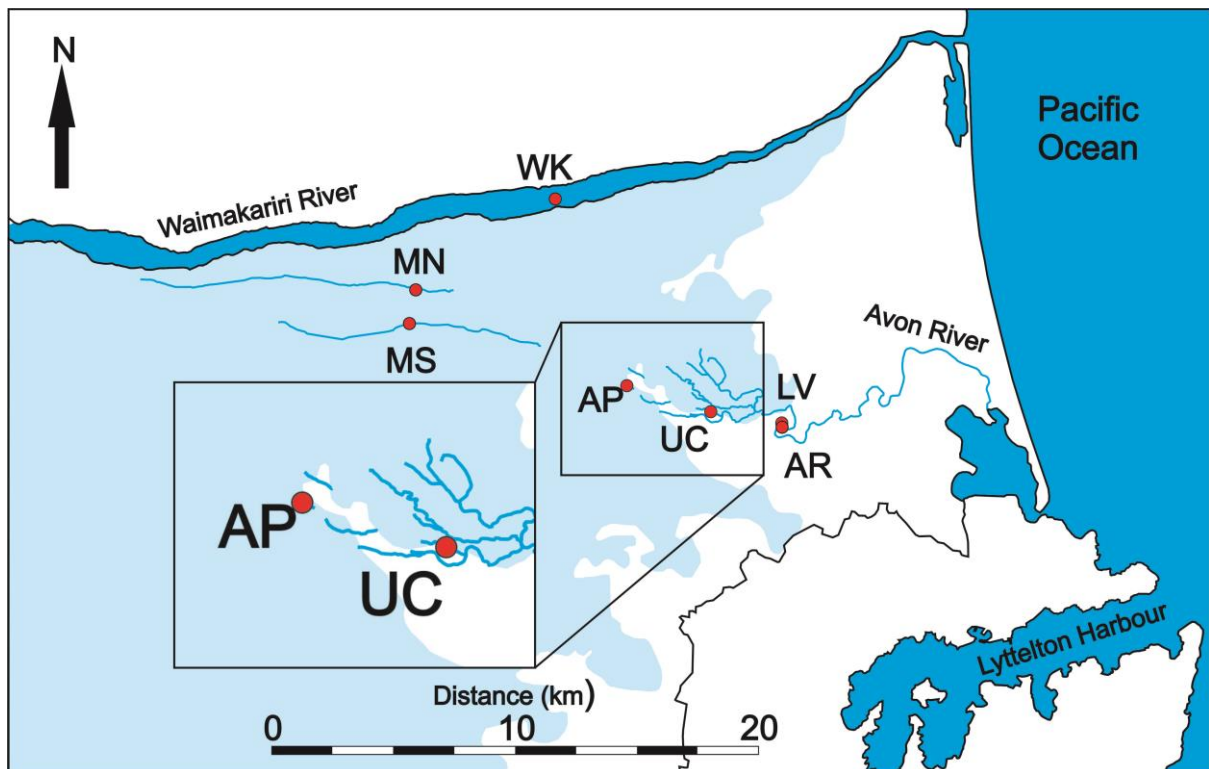 N
Pacific
Ocean
WK
Waimakariri River
MN
MS
Avon River
LV
AP
UC
AR
AP
UC
Lyttelton Harbour
Distance (km)
0 10 20